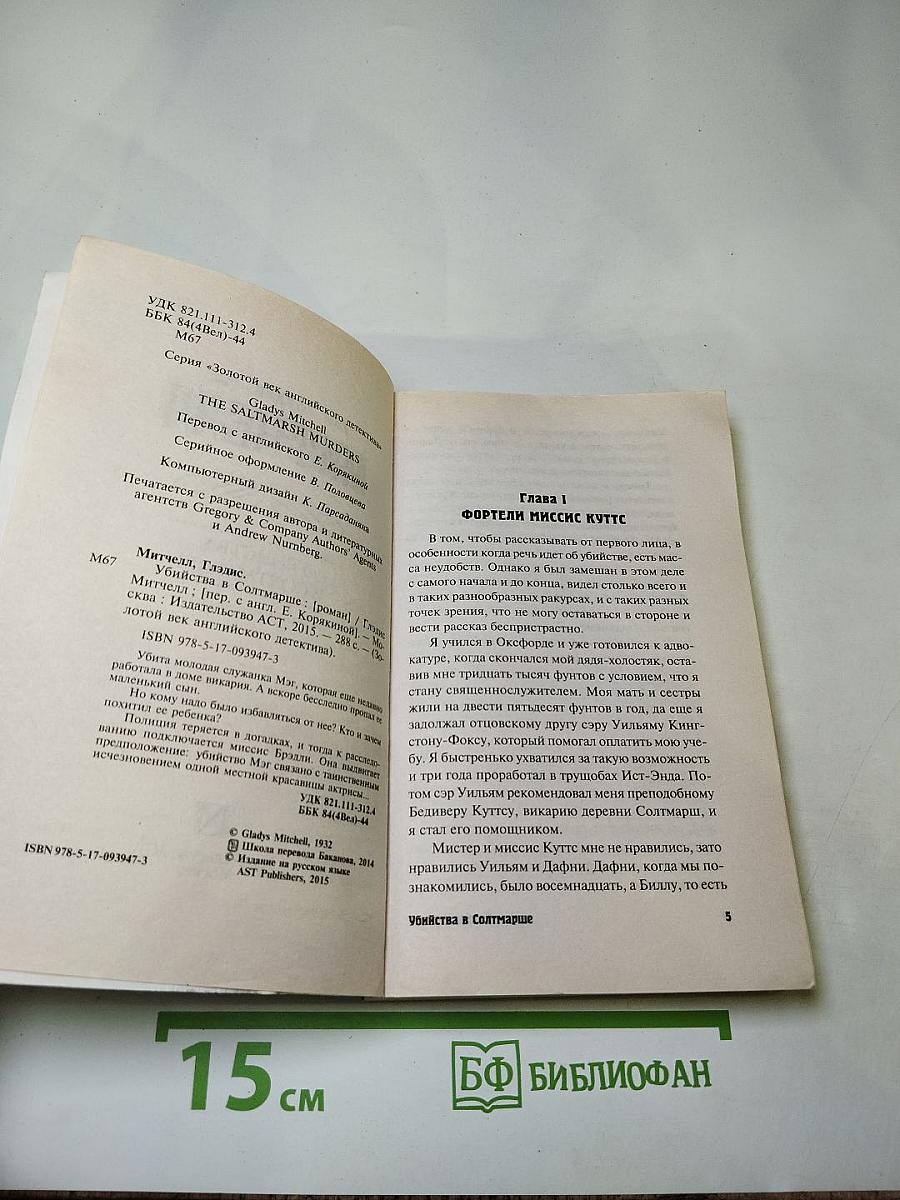 УДК 821.111-312.4
ББК 84(4Вел)-44
М67
Серия «Золотой век английского детектива»
Gladys Mitchell
THE SALTMARSH MURDERS
Перевод с английского Е. Корякиной
Серийное оформление В. Половцева
Компьютерный дизайн К. Парсаданяна
Печатается с разрешения автора и литературных
агентств Gregory & Company Authors' Agents
и Andrew Nurnberg.
Митчелл, Глэдис.
М67 Убийства в Солтмарше : [роман] / Глэдис
Митчелл ; [пер. с англ. Е. Корякиной]. — Мо-
сква : Издательство АСТ, 2015. — 288 с. — (Зо-
лотой век английского детектива).
ISBN 978-5-17-093947-3
Убита молодая служанка Мэг, которая еще недавно
работала в доме викария. А вскоре бесследно пропал ее
маленький сын.
Но кому надо было избавляться от нее? Кто и зачем
похитил ее ребенка?
Полиция теряется в догадках, и тогда к расследо-
ванию подключается миссис Брэдли. Она выдвигает
предположение: убийство Мэг связано с таинственным
исчезновением одной местной красавицы актрисы...
УДК 821.111-312.4
ББК 84(4Вел)-44
© Gladys Mitchell, 1932
Школа перевода Баканова, 2014
© Издание на русском языке
AST Publishers, 2015
ISBN 978-5-17-093947-3
Глава I
ФОРТЕЛИ МИССИС КУТТС
В том, чтобы рассказывать от первого лица, в
особенности когда речь идет об убийстве, есть мас-
са неудобств. Однако я был замешан в этом деле
с самого начала и до конца, видел столько всего и
в таких разнообразных ракурсах, и с таких разных
точек зрения, что не могу оставаться в стороне и
вести рассказ беспристрастно.
Я учился в Оксфорде и уже готовился к адво-
катуре, когда скончался мой дядя-холостяк, оста-
вив мне тридцать тысяч фунтов с условием, что я
стану священнослужителем. Моя мать и сестры
жили на двести пятьдесят фунтов в год, да еще я
задолжал отцовскому другу сэру Уильяму Кинг-
стону-Фоксу, который помогал оплатить мою уче-
бу. Я быстренько ухватился за такую возможность
и три года проработал в трущобах Ист-Энда. По-
том сэр Уильям рекомендовал меня преподобному
Бедиверу Куттсу, викарию деревни Солтмарш, и
я стал его помощником.
Мистер и миссис Куттс мне не нравились, зато
нравились Уильям и Дафни. Дафни, когда мы по-
знакомились, было восемнадцать, а Биллу, то есть
Убийства в Солтмарше 5
15 см
БФ БИБЛИОФАН